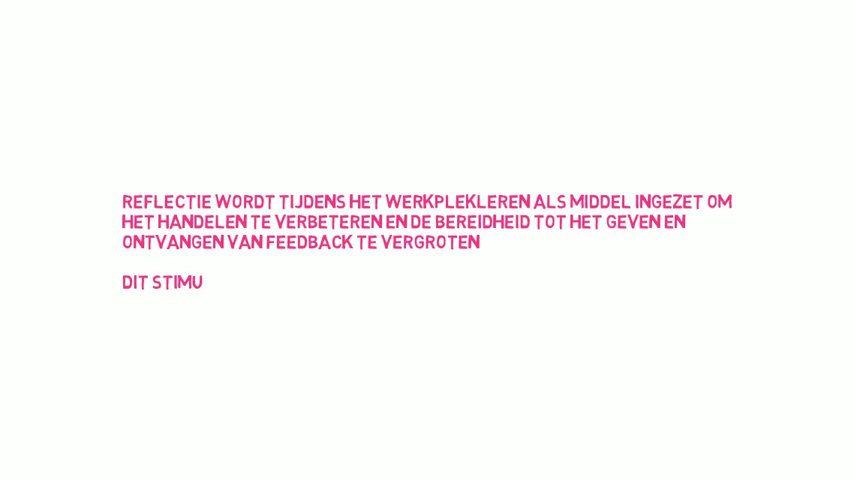 REFLECTIE WORDT TIJDENS HET WERKPLEKLEREN ALS MIDDEL INGEZET OM
HET HANDELEN TE VERBETEREN EN DE BEREIDHEID TOT HET GEVEN EN
ONTVANGEN VAN FEEDBACK TE VERGROTEN
DIT STIMU